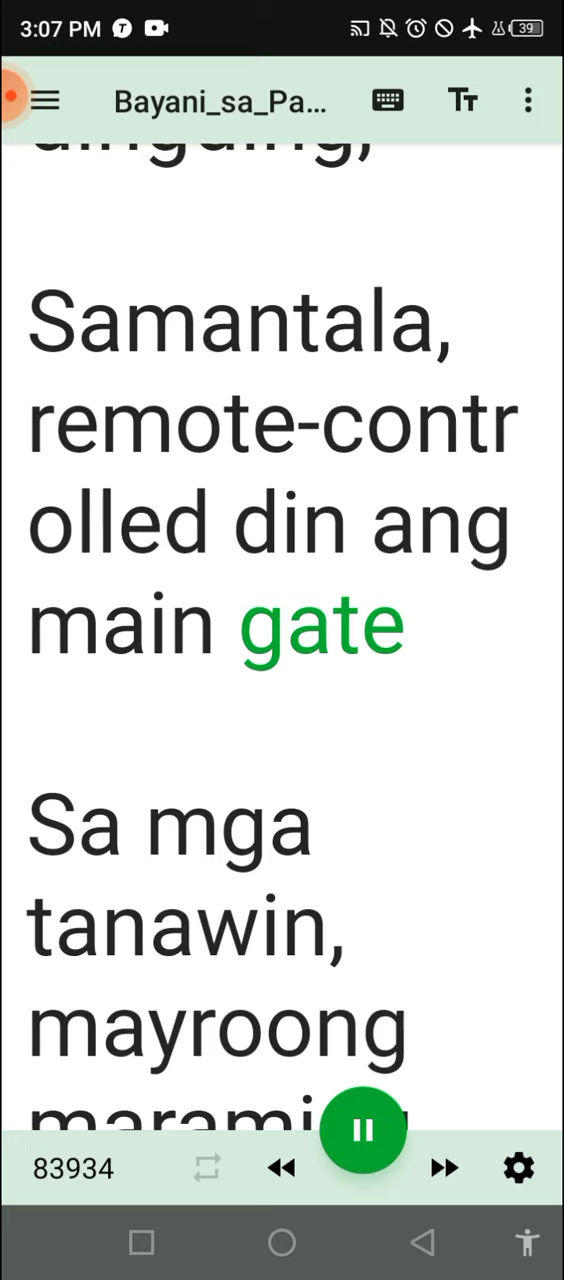 3:07 PM
39
Bayani_sa_Pa...
Samantala,
remote-contr
olled din ang
main gate
Sa mga
tanawin,
mayroong
83934